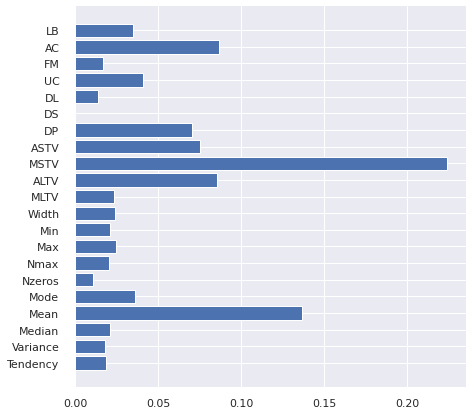 LB
AC
FM
UC
DL
DS
DP
ASTV
MSTV
ALTV
MLTV
Width
Min
Max
Nmax
Nzeros
Mode
Mean
Median
Variance
Tendency
0.00 0.05 0.10 0.15 0.20